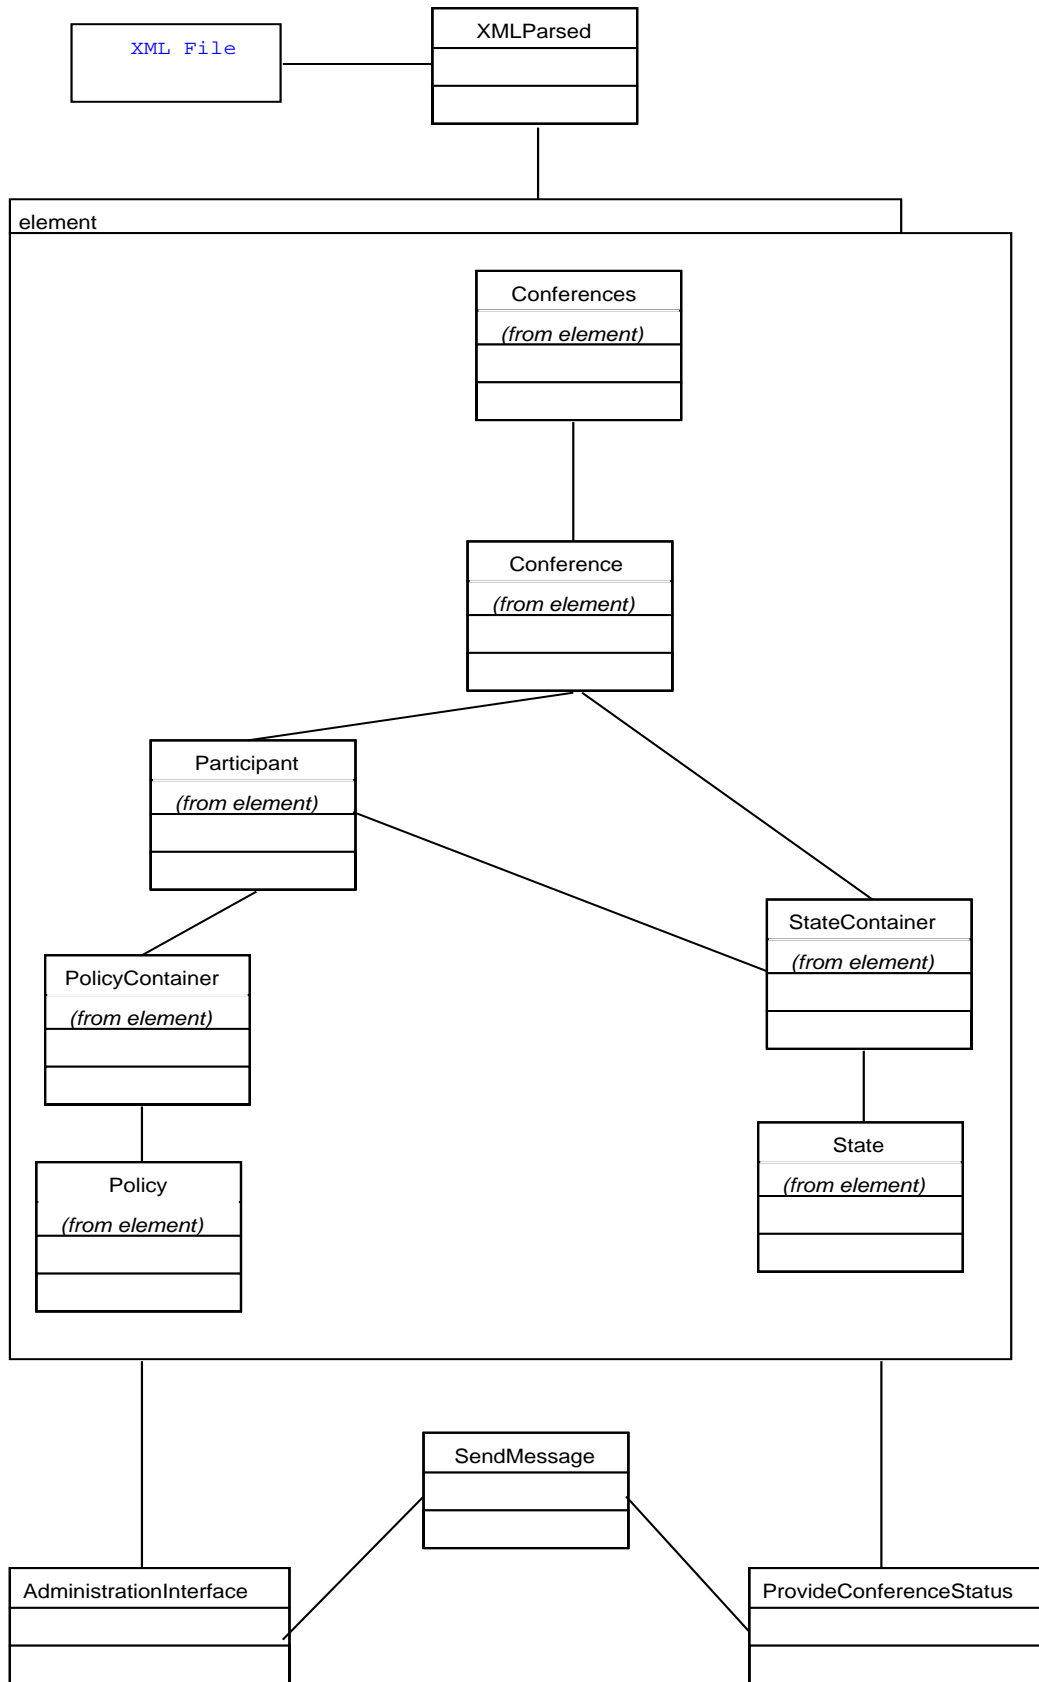 XML File
XMLParsed
element
Conferences
(from element)
Conference
(from element)
Participant
(from element)
StateContainer
(from element)
PolicyContainer
(from element)
State
(from element)
Policy
(from element)
SendMessage
AdministrationInterface
ProvideConferenceStatus